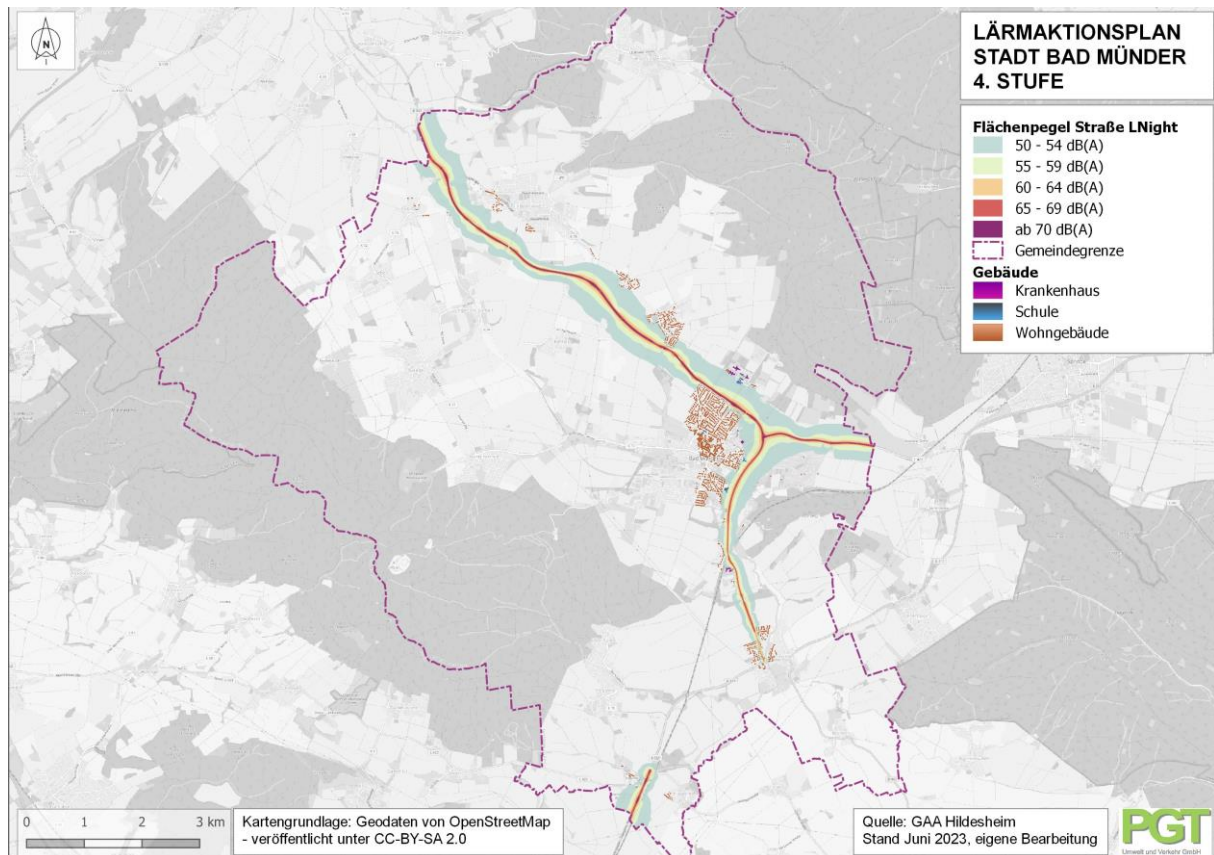 N
LÄRMAKTIONSPLAN
STADT BAD MÜNDER
4. STUFE
Flächenpegel Straße LNight
50 - 54 dB(A)
55 - 59 dB(A)
60 - 64 dB(A)
65 - 69 dB(A)
ab 70 dB(A)
Gemeindegrenze
Gebäude
Krankenhaus
Schule
Wohngebäude
0 1 2 3 km
Kartengrundlage: Geodaten von OpenStreetMap
- veröffentlicht unter CC-BY-SA 2.0
Quelle: GAA Hildesheim
Stand Juni 2023, eigene Bearbeitung
PGT
Umwelt und Verkehr GmbH